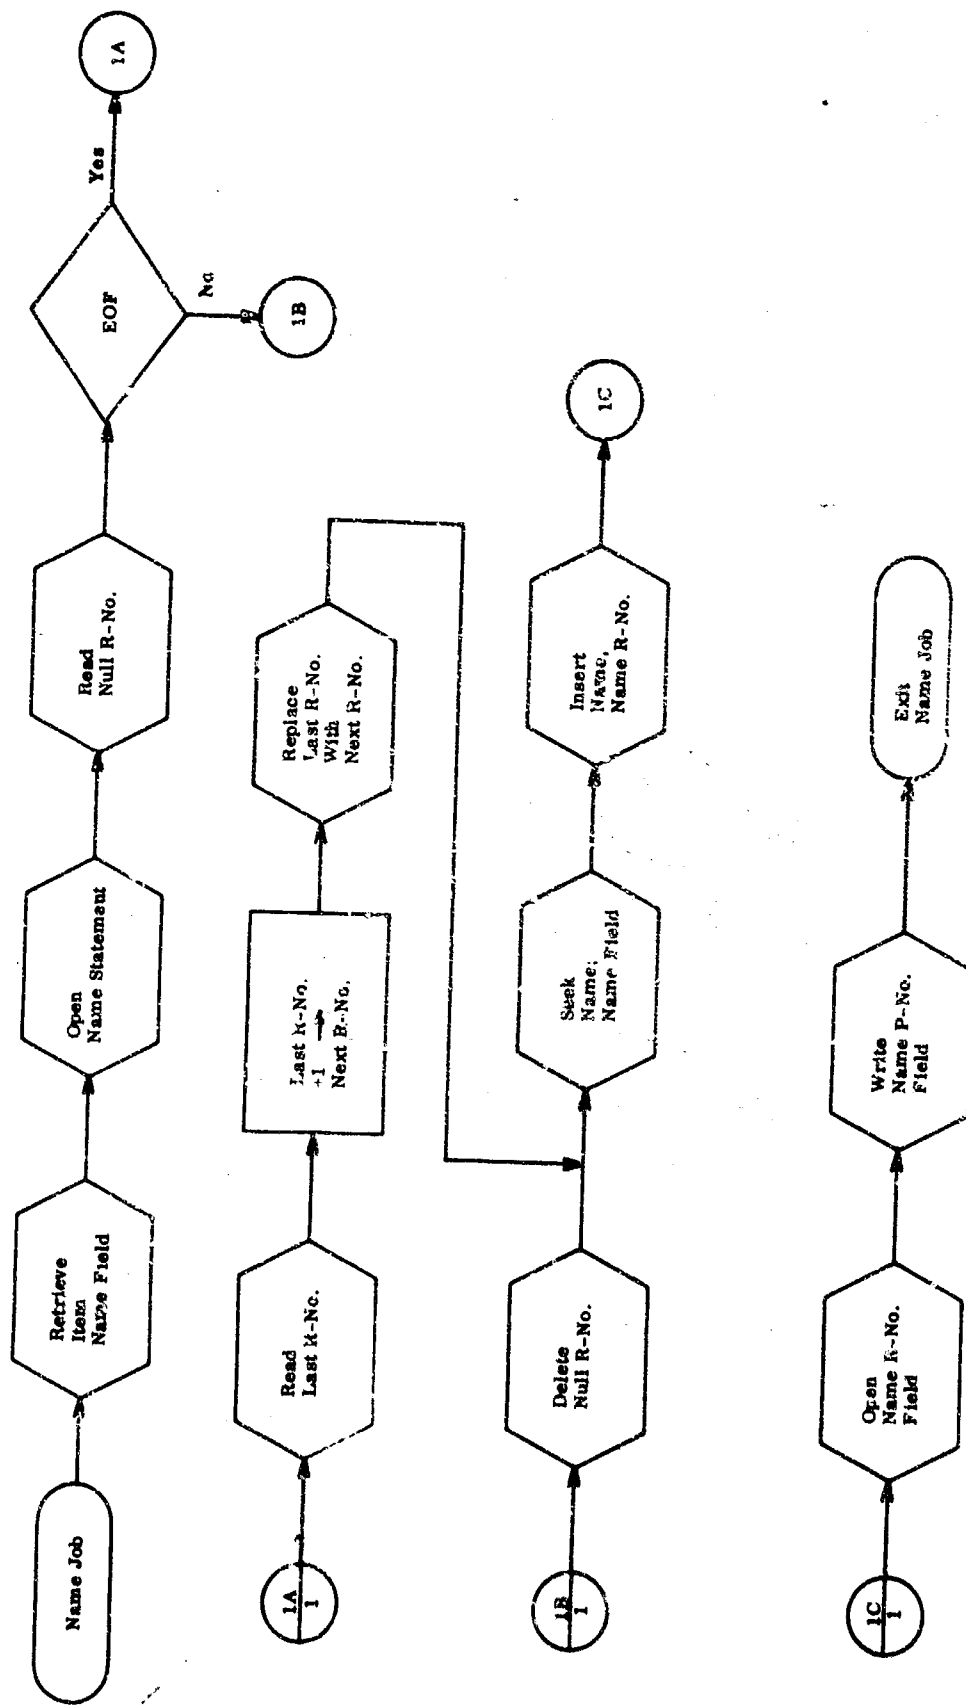 Name Job
Retrieve
Item
Name Field
Open
Name Statement
Read
Null R-No.
EOF
Yes
1A
No
1B
1A
1
Read
Last R-No.
Last R-No.
+1 →
Next R-No.
Replace
Last R-No.
With
Next R-No.
1B
1
Delete
Null R-No.
Seek
Name;
Name Field
Insert
Name,
Name R-No.
1C
1C
1
Open
Name R-No.
Field
Write
Name P-No.
Field
Exit
Name Job